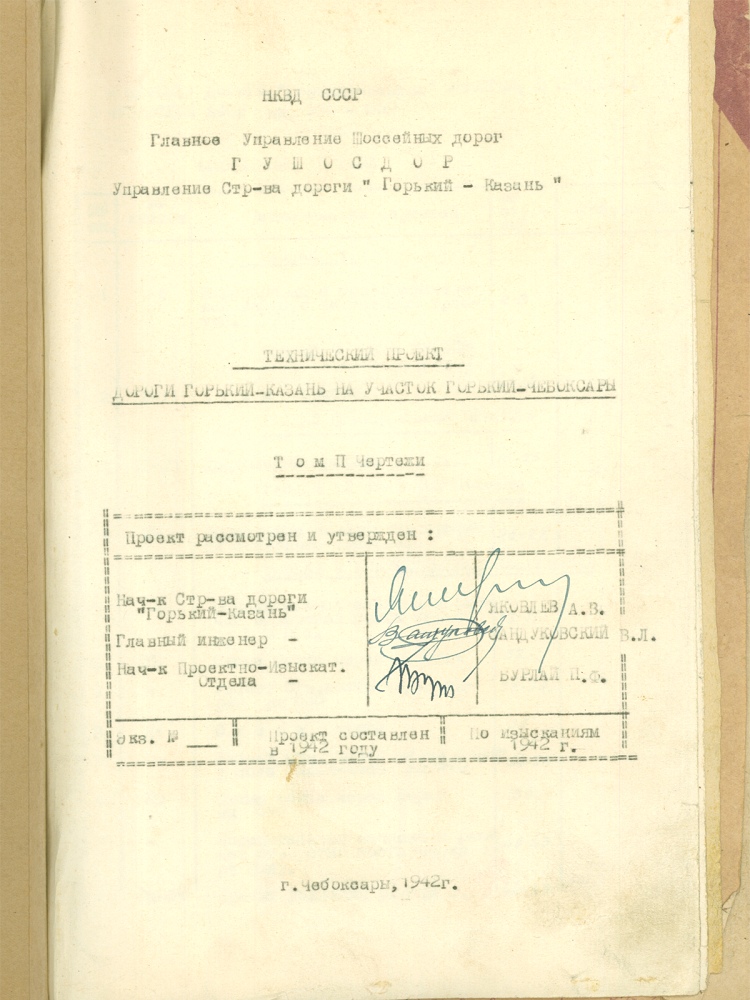 НКВД СССР
Главное Управление Шоссейных дорог
Г У Ш О С Д О Р
Управление Стр-ва дороги " Горький - Казань "
ТЕХНИЧЕСКИЙ ПРОЕКТ
ДОРОГИ ГОРЬКИЙ-КАЗАНЬ НА УЧАСТОК ГОРЬКИЙ-ЧЕБОКСАРЫ
Т о м П Чертежи
Проект рассмотрен и утвержден :
Нач-к Стр-ва дороги
"Горький-Казань"
ЯКОВЛЕВ А.В.
Главный инженер -
САНДУКОВСКИЙ В.Л.
Нач-к Проектно-Изыскат.
Отдела -
БУРЛАЙ П.Ф.
Экз. №
Проект составлен
в 1942 году
По изысканиям
1942 г.
г.Чебоксары, 1942г.